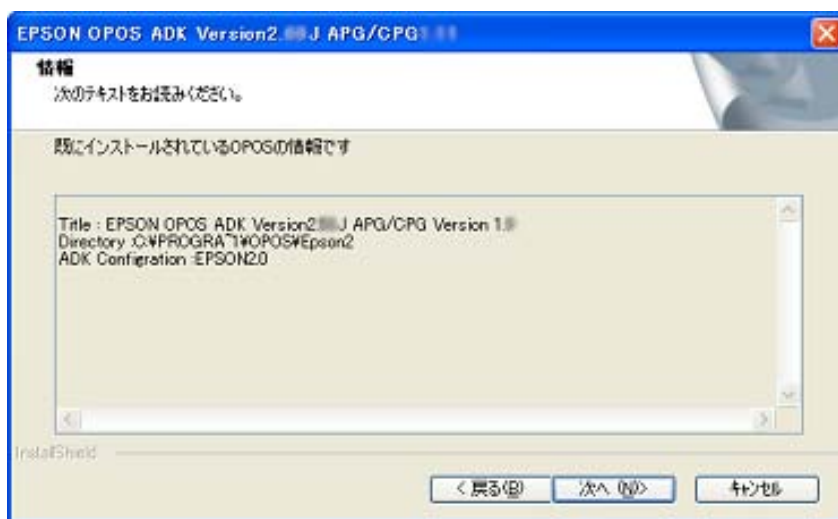 EPSON OPOS ADK Version2. J APG/CPG
情報
次のテキストをお読みください。
既にインストールされているOPOSの情報です
Title : EPSON OPOS ADK Version2 J APG/CPG Version 1.
Directory :C:¥PROGRA~1¥OPOS¥Epson2
ADK Configration :EPSON2.0
InstallShield
< 戻る(B)
次へ (N)>
キャンセル